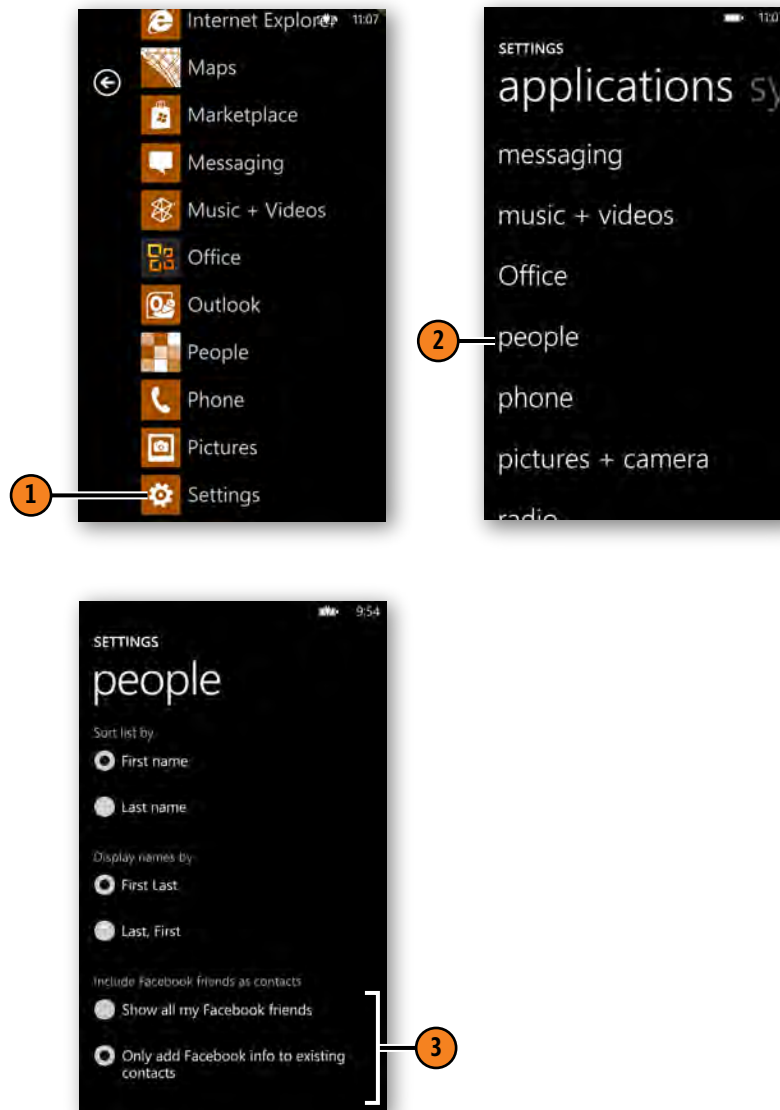 Internet Explorer 11:07
Maps
Marketplace
Messaging
Music + Videos
Office
Outlook
People
Phone
Pictures
1
Settings
SETTINGS
applications sy
messaging
music + videos
Office
2
people
phone
pictures + camera
radio
9:54
SETTINGS
people
Sort list by
First name
Last name
Display names by
First Last
Last, First
Include Facebook friends as contacts
Show all my Facebook friends
Only add Facebook info to existing
contacts
3